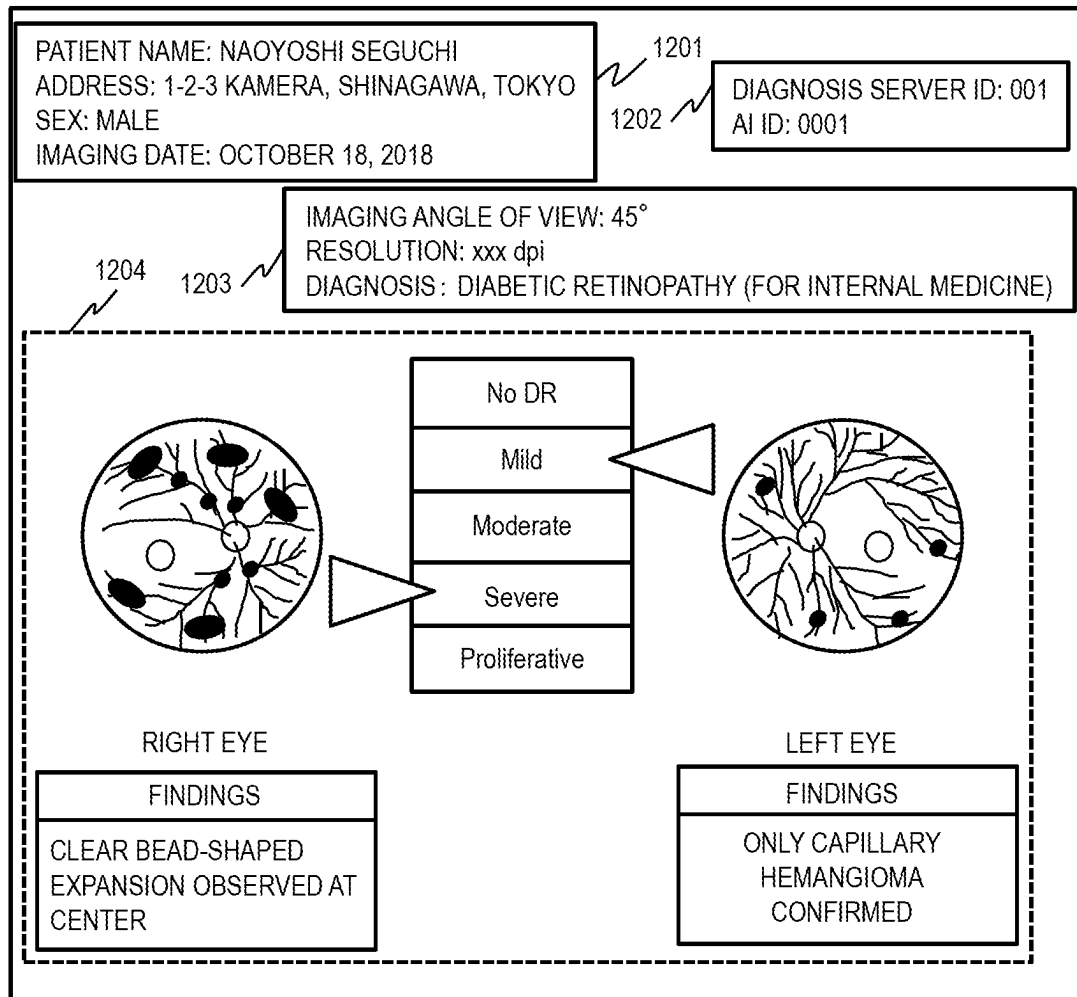 PATIENT NAME: NAOYOSHI SEGUCHI
ADDRESS: 1-2-3 KAMERA, SHINAGAWA, TOKYO
SEX: MALE
IMAGING DATE: OCTOBER 18, 2018
1201
1202
DIAGNOSIS SERVER ID: 001
AI ID: 0001
IMAGING ANGLE OF VIEW: 45°
RESOLUTION: xxx dpi
DIAGNOSIS : DIABETIC RETINOPATHY (FOR INTERNAL MEDICINE)
1203
1204
No DR
Mild
Moderate
Severe
Proliferative
RIGHT EYE
FINDINGS
CLEAR BEAD-SHAPED
EXPANSION OBSERVED AT
CENTER
LEFT EYE
FINDINGS
ONLY CAPILLARY
HEMANGIOMA
CONFIRMED